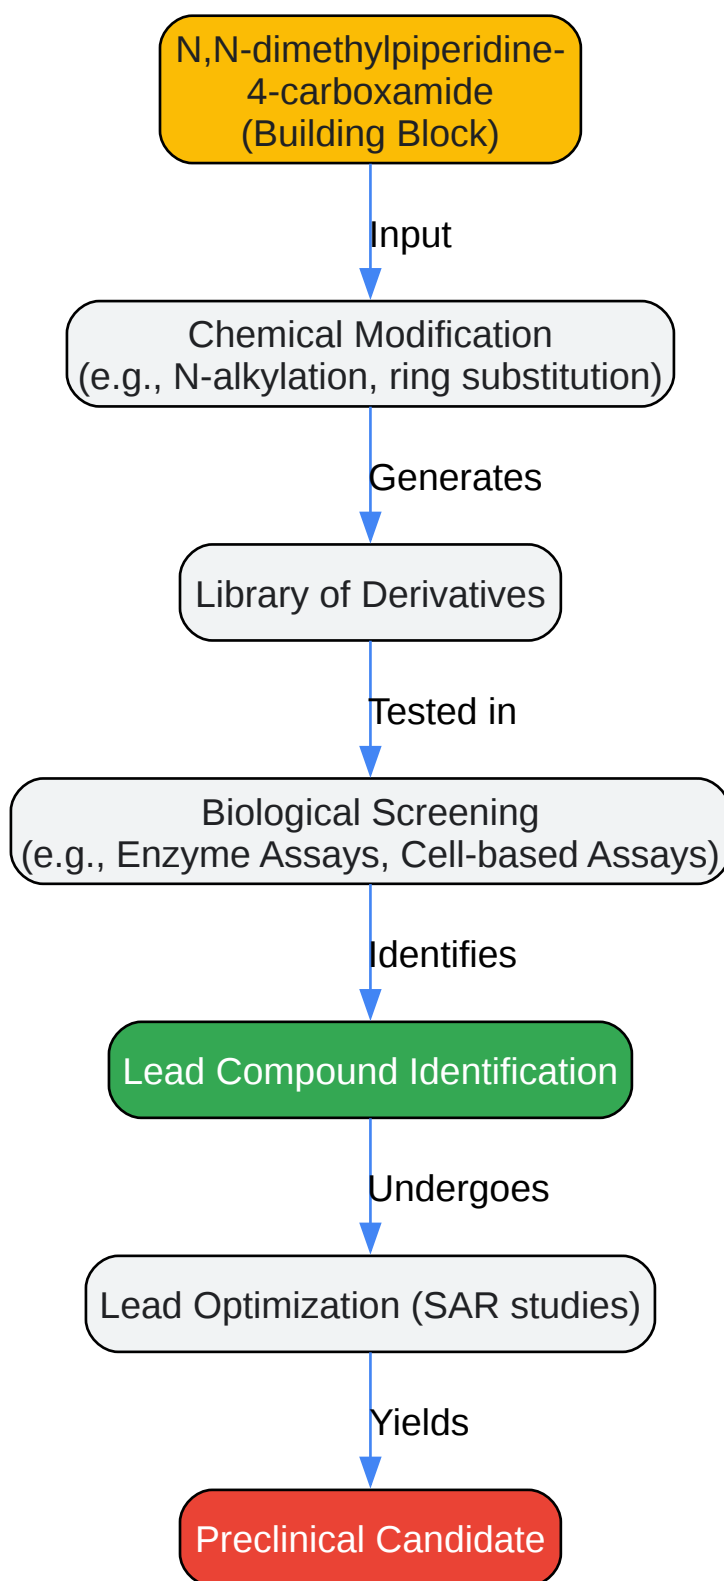 N,N-dimethylpiperidine-
4-carboxamide
(Building Block)
Input
Chemical Modification
(e.g., N-alkylation, ring substitution)
Generates
Library of Derivatives
Tested in
Biological Screening
(e.g., Enzyme Assays, Cell-based Assays)
Identifies
Lead Compound Identification
Undergoes
Lead Optimization (SAR studies)
Yields
Preclinical Candidate